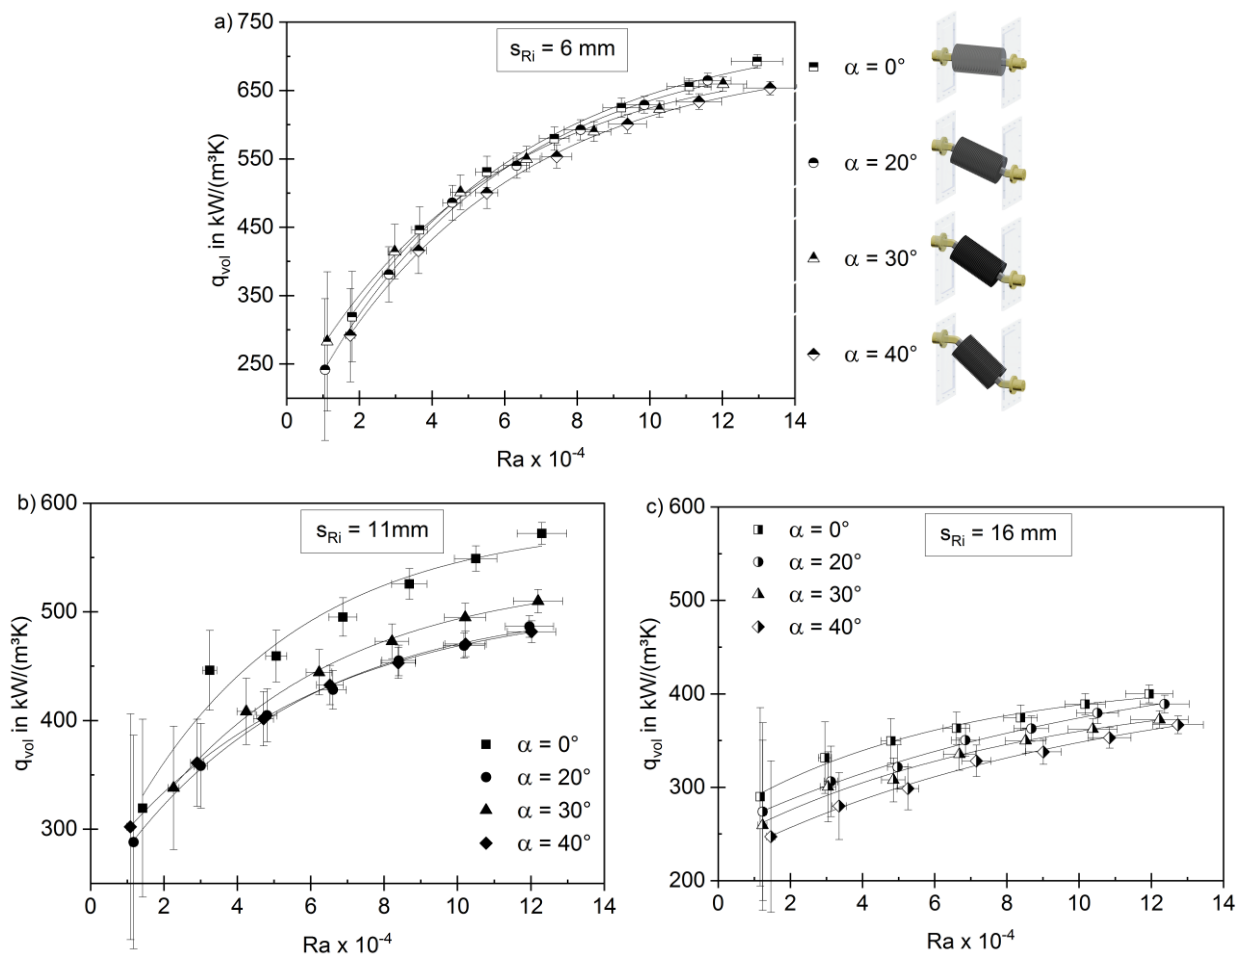 a)
s_Ri = 6 mm
750
650
550
450
350
250
q_vol in kW/(m³K)
0 2 4 6 8 10 12 14
Ra x 10⁻⁴
α = 0°
α = 20°
α = 30°
α = 40°
b)
s_Ri = 11mm
600
500
400
300
q_vol in kW/(m³K)
α = 0°
α = 20°
α = 30°
α = 40°
0 2 4 6 8 10 12 14
Ra x 10⁻⁴
c)
s_Ri = 16 mm
600
500
400
300
200
q_vol in kW/(m³K)
α = 0°
α = 20°
α = 30°
α = 40°
0 2 4 6 8 10 12 14
Ra x 10⁻⁴